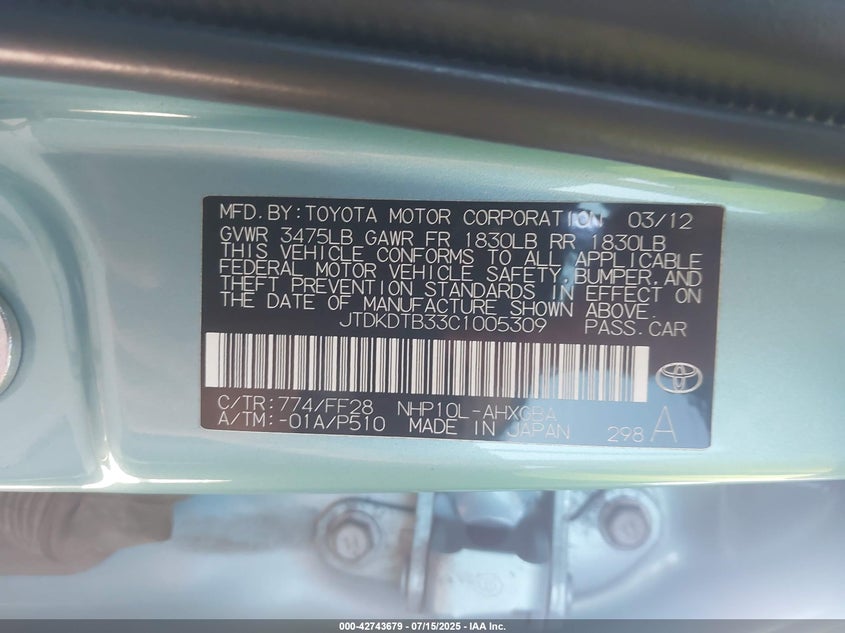 MFD.BY:TOYOTA MOTOR CORPORATION 03/12
GVWR 3475LB GAWR FR 1830LB RR 1830LB
THIS VEHICLE CONFORMS TO ALL APPLICABLE
FEDERAL MOTOR VEHICLE SAFETY,BUMPER,AND
THEFT PREVENTION STANDARDS IN EFFECT ON
THE DATE OF MANUFACTURE SHOWN ABOVE.
JTDKDTB33C1005309 PASS.CAR
C/TR:774/FF28 NHP10L-AHXGBA
A/TM:-01A/P510 MADE IN JAPAN 298 A
000-42743679 - 07/15/2025 - IAA Inc.